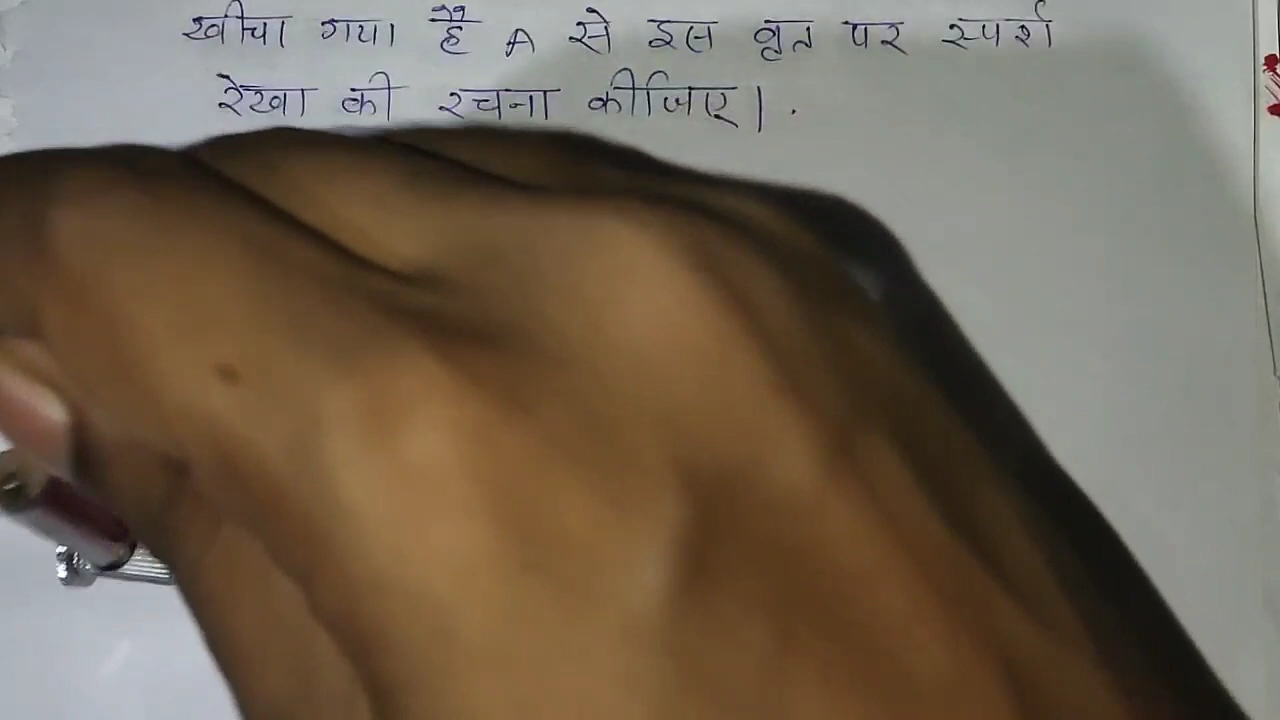 खीचा गया है A से इस वृत पर स्पर्श
रेखा की रचना कीजिए।.